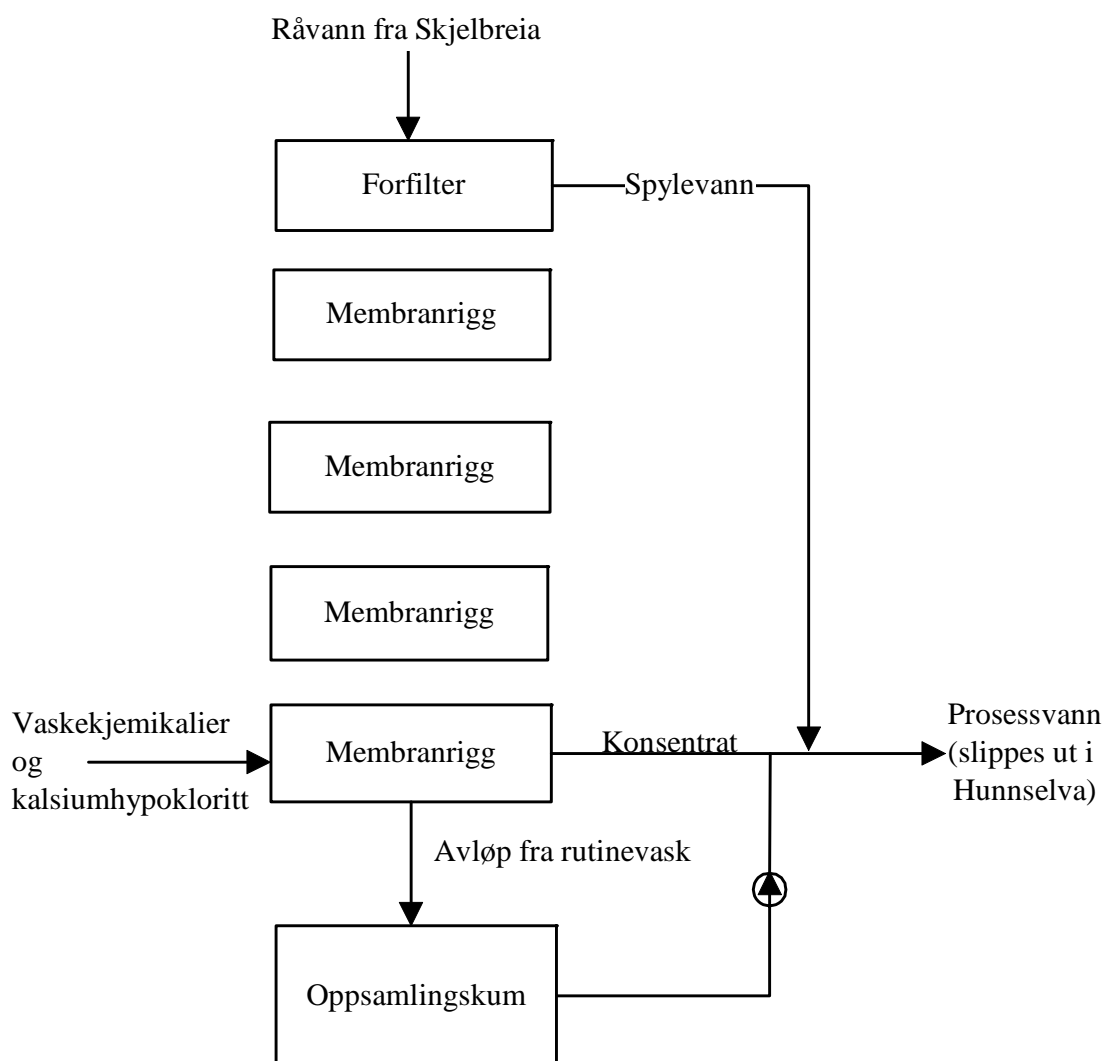 Råvann fra Skjelbreia
Forfilter
Spylevann
Membranrigg
Membranrigg
Membranrigg
Vaskekjemikalier
og
kalsiumhypokloritt
Membranrigg
Konsentrat
Prosessvann
(slippes ut i
Hunnselva)
Avløp fra rutinevask
Oppsamlingskum